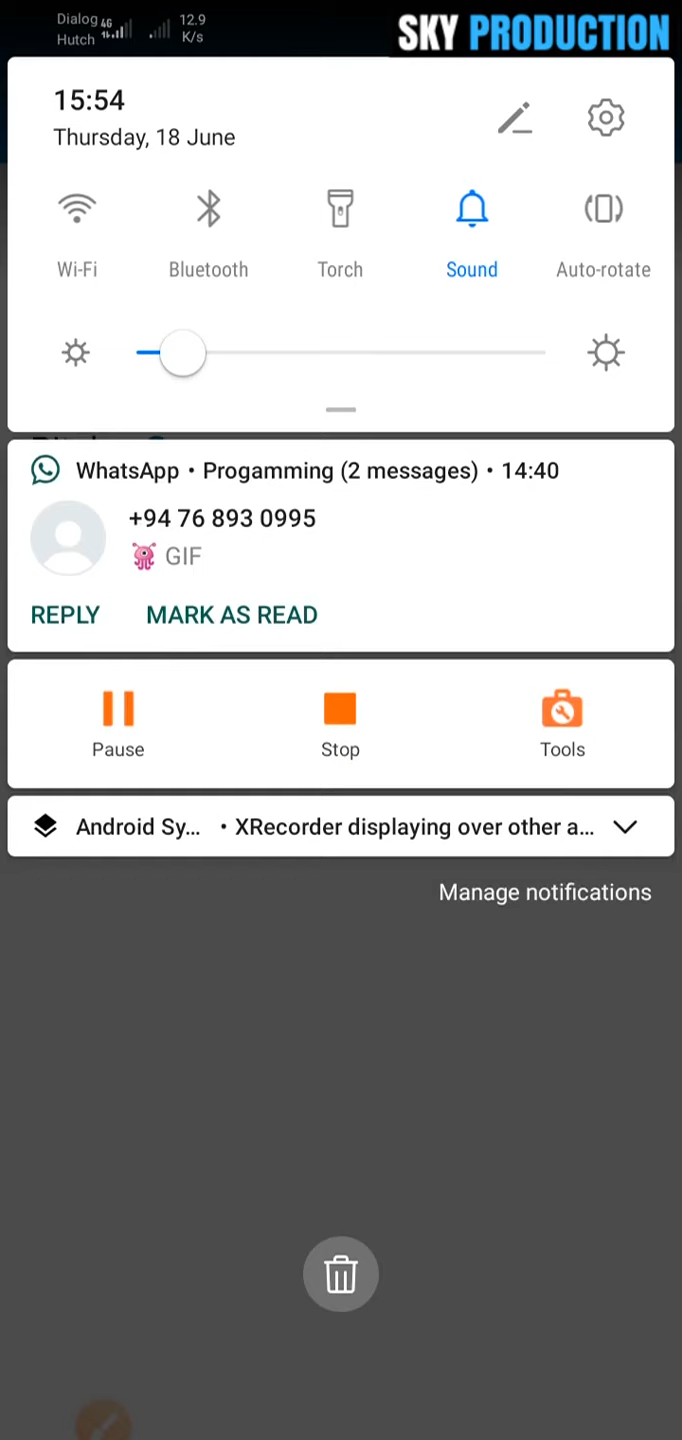 Dialog 4G
Hutch
12.9
K/s
SKY PRODUCTION
15:54
Thursday, 18 June
Wi-Fi
Bluetooth
Torch
Sound
Auto-rotate
WhatsApp • Progamming (2 messages) • 14:40
+94 76 893 0995
GIF
REPLY
MARK AS READ
Pause
Stop
Tools
Android Sy... • XRecorder displaying over other a...
Manage notifications